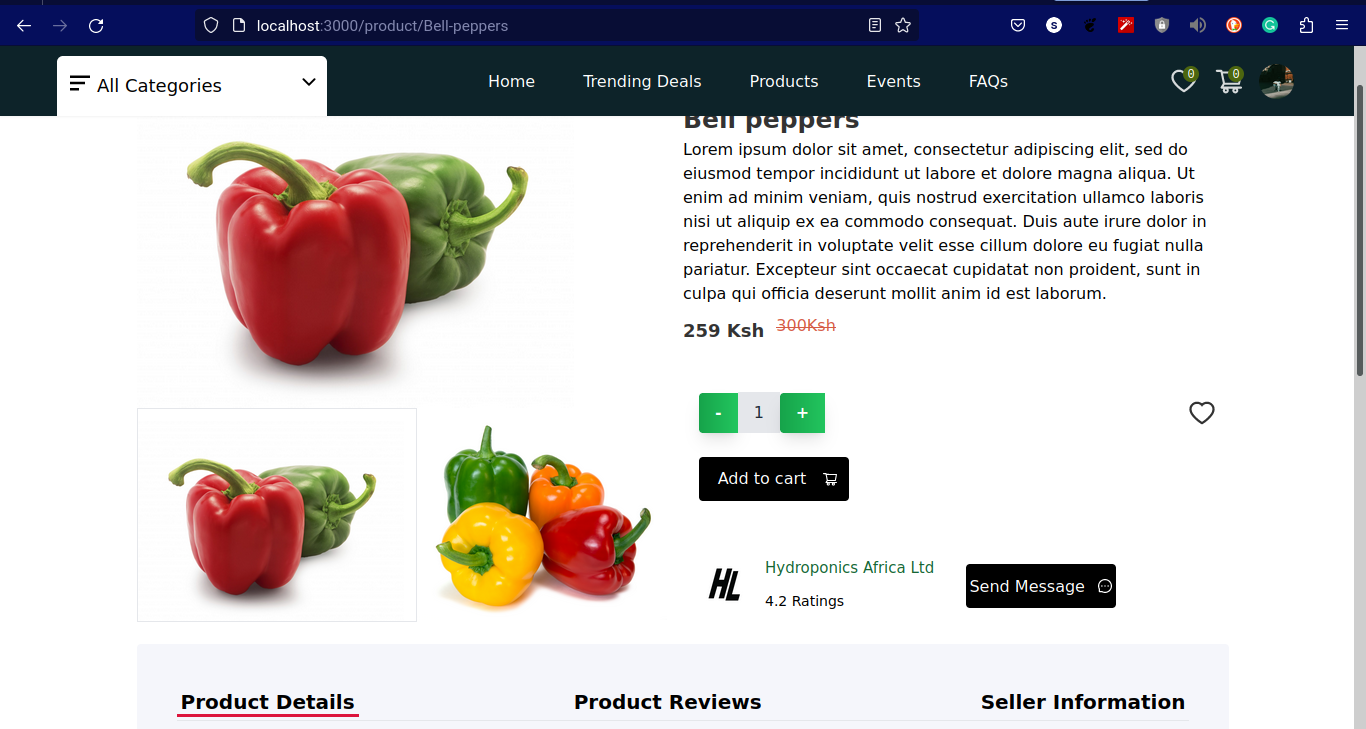 localhost:3000/product/Bell-peppers
All Categories
Home Trending Deals Products Events FAQs
0 0
Bell peppers
Lorem ipsum dolor sit amet, consectetur adipiscing elit, sed do
eiusmod tempor incididunt ut labore et dolore magna aliqua. Ut
enim ad minim veniam, quis nostrud exercitation ullamco laboris
nisi ut aliquip ex ea commodo consequat. Duis aute irure dolor in
reprehenderit in voluptate velit esse cillum dolore eu fugiat nulla
pariatur. Excepteur sint occaecat cupidatat non proident, sunt in
culpa qui officia deserunt mollit anim id est laborum.
259 Ksh 300Ksh
- 1 +
Add to cart
HL
Hydroponics Africa Ltd
4.2 Ratings
Send Message
Product Details Product Reviews Seller Information